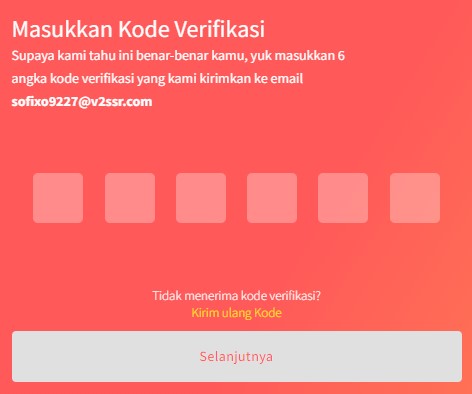 Masukkan Kode Verifikasi
Supaya kami tahu ini benar-benar kamu, yuk masukkan 6
angka kode verifikasi yang kami kirimkan ke email
sofixo9227@v2ssr.com
Tidak menerima kode verifikasi?
Kirim ulang Kode
Selanjutnya